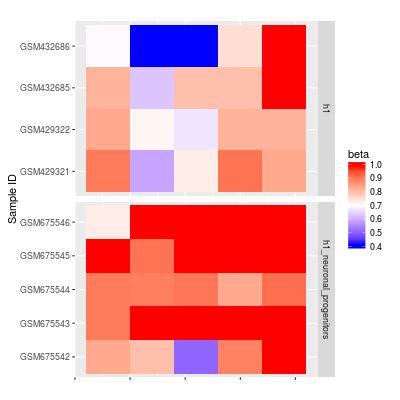 GSM432686
GSM432685
GSM429322
GSM429321
h1
GSM675546
GSM675545
GSM675544
GSM675543
GSM675542
h1_neuronal_progenitors
Sample ID
beta
1.0
0.9
0.8
0.7
0.6
0.5
0.4